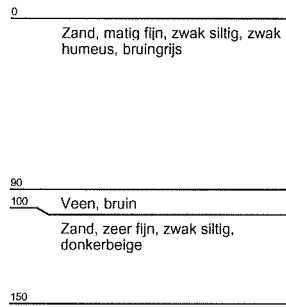 0
Zand, matig fijn, zwak siltig, zwak
humeus, bruingrijs
90
100 Veen, bruin
Zand, zeer fijn, zwak siltig,
donkerbeige
150